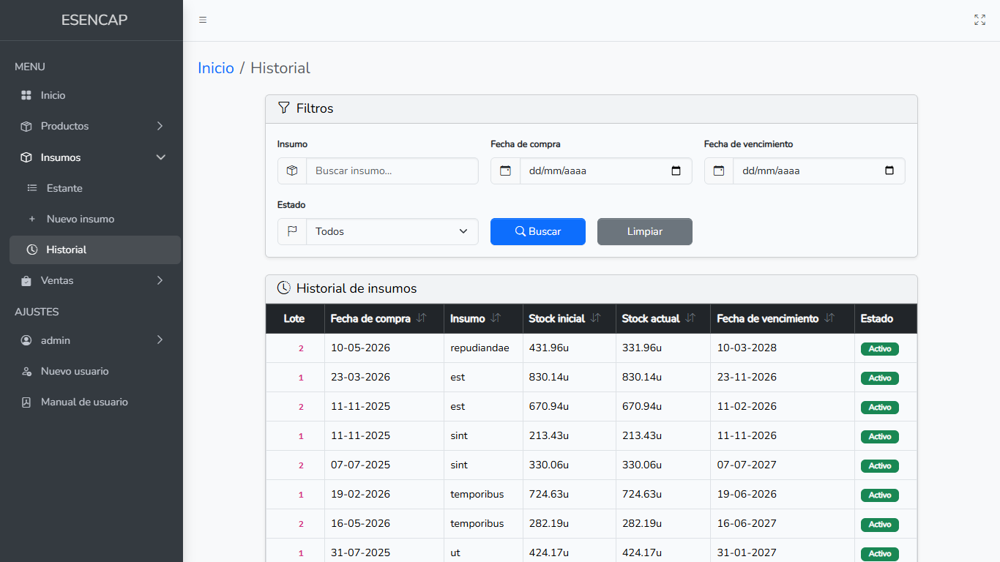 ESENCAP
MENU
Inicio
Productos
Insumos
Estante
Nuevo insumo
Historial
Ventas
AJUSTES
admin
Nuevo usuario
Manual de usuario
Inicio / Historial
Filtros
Insumo Fecha de compra Fecha de vencimiento
Buscar insumo... dd/mm/aaaa dd/mm/aaaa
Estado
Todos Buscar Limpiar
Historial de insumos
Lote Fecha de compra Insumo Stock inicial Stock actual Fecha de vencimiento Estado
2 10-05-2026 repudiandae 431.96u 331.96u 10-03-2028 Activo
1 23-03-2026 est 830.14u 830.14u 23-11-2026 Activo
2 11-11-2025 est 670.94u 670.94u 11-02-2026 Activo
1 11-11-2025 sint 213.43u 213.43u 11-11-2026 Activo
2 07-07-2025 sint 330.06u 330.06u 07-07-2027 Activo
1 19-02-2026 temporibus 724.63u 724.63u 19-06-2026 Activo
2 16-05-2026 temporibus 282.19u 282.19u 16-06-2027 Activo
1 31-07-2025 ut 424.17u 424.17u 31-01-2027 Activo